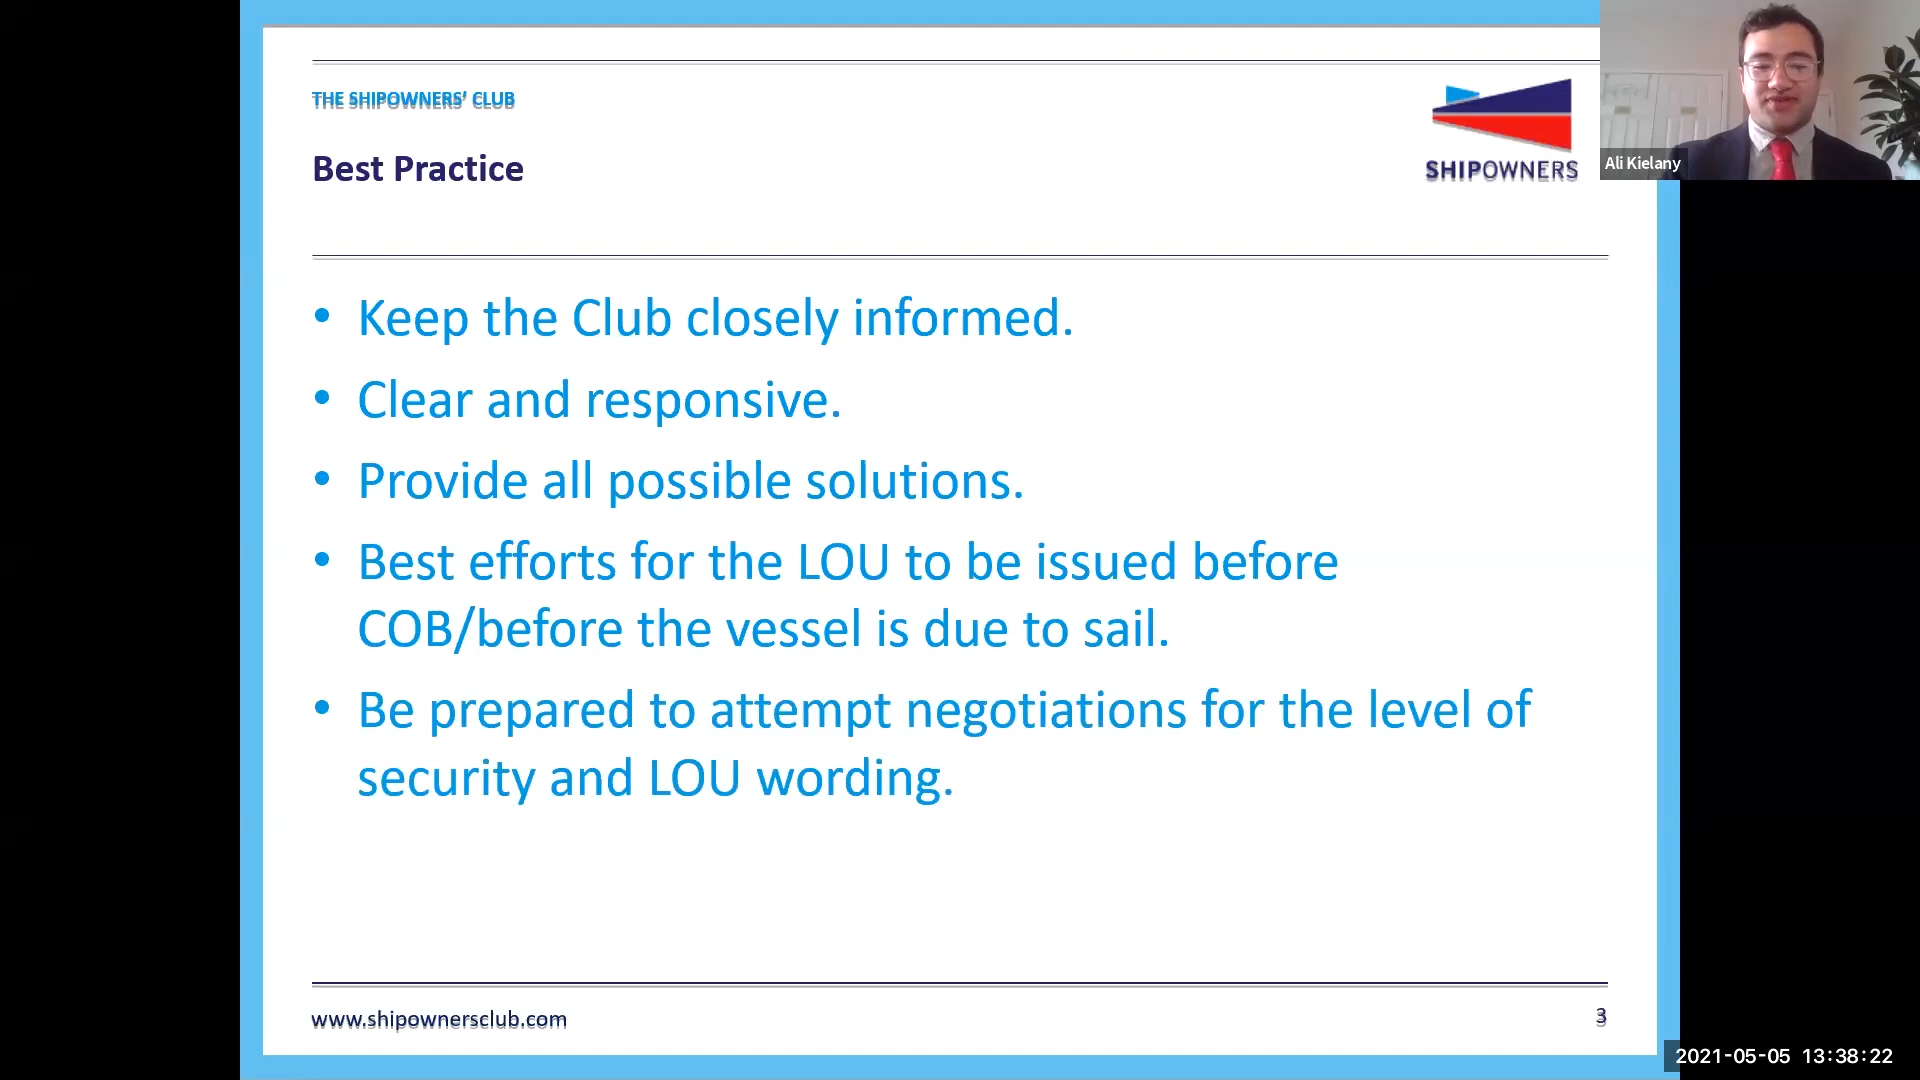 THE SHIPOWNERS' CLUB
Best Practice
SHIPOWNERS
Ali Kielany
• Keep the Club closely informed.
• Clear and responsive.
• Provide all possible solutions.
• Best efforts for the LOU to be issued before
COB/before the vessel is due to sail.
• Be prepared to attempt negotiations for the level of
security and LOU wording.
www.shipownersclub.com
3
2021-05-05 13:38:22